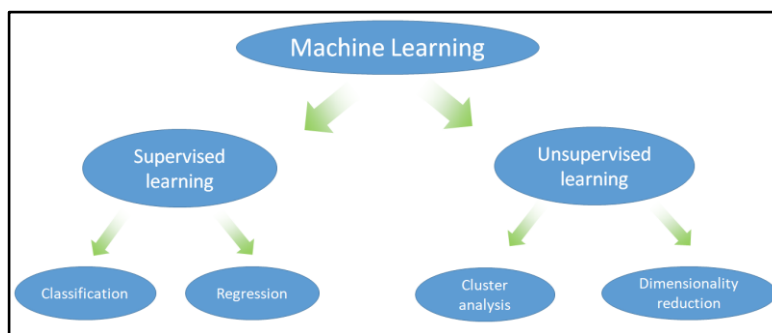 Machine Learning
Supervised
learning
Unsupervised
learning
Classification
Regression
Cluster
analysis
Dimensionality
reduction